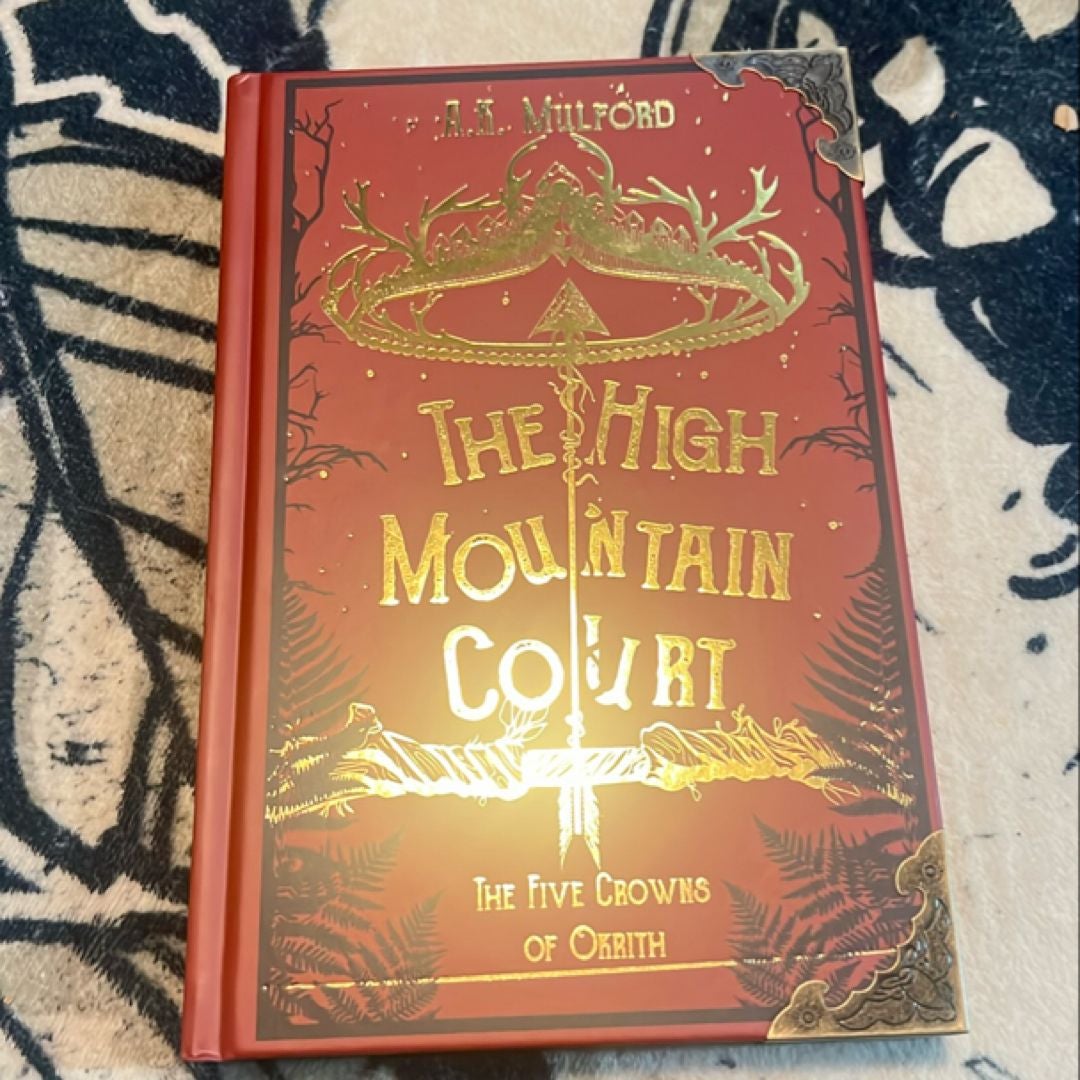 A.K. MULFORD
THE HIGH
MOUNTAIN
COURT
THE FIVE CROWNS
OF OKRITH